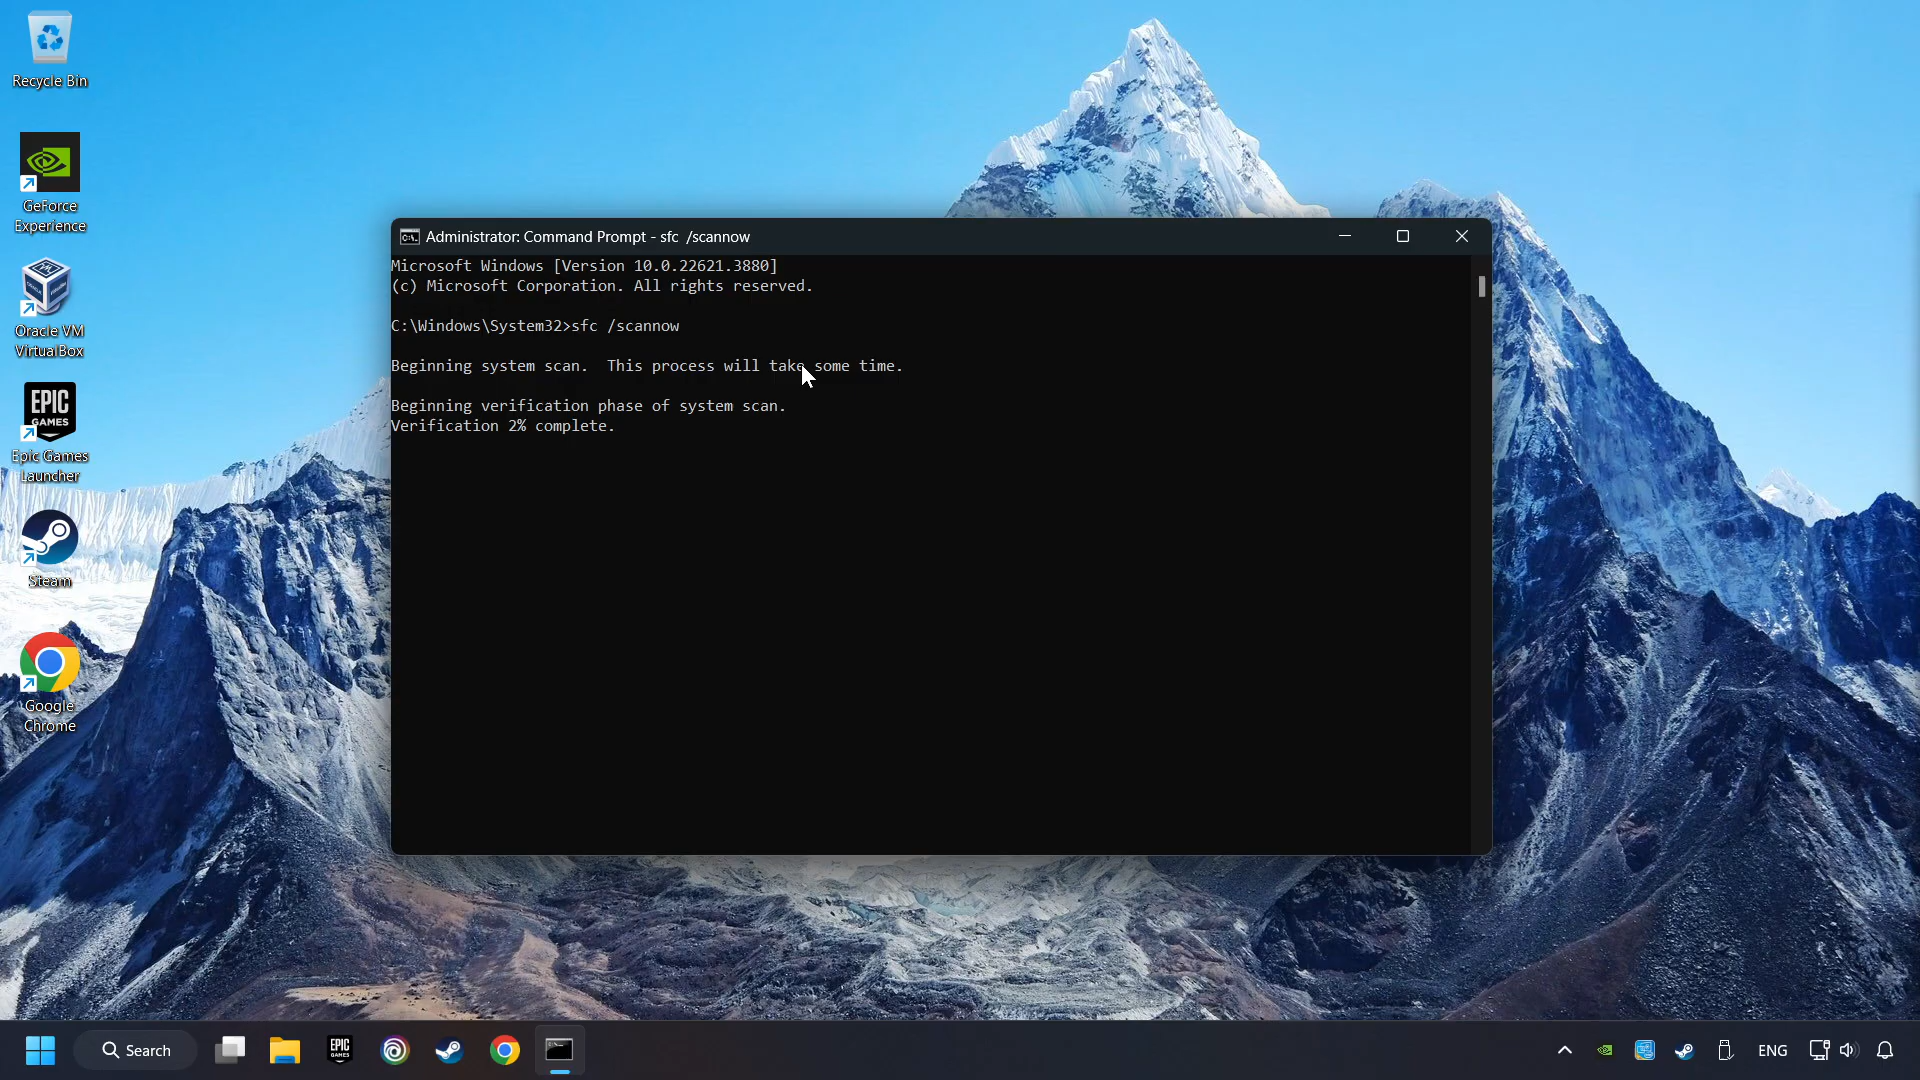 Recycle Bin
GeForce
Experience
Oracle VM
VirtualBox
EPIC
GAMES
Epic Games
Launcher
Steam
Google
Chrome
Administrator: Command Prompt - sfc  /scannow
Microsoft Windows [Version 10.0.22621.3880]
(c) Microsoft Corporation. All rights reserved.
C:\Windows\System32>sfc /scannow
Beginning system scan.  This process will take some time.
Beginning verification phase of system scan.
Verification 2% complete.
Search
EPIC
GAMES
ENG